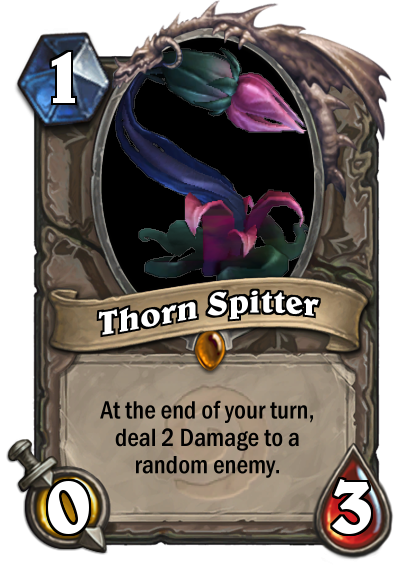 1
Thorn Spitter
At the end of your turn,
deal 2 Damage to a
random enemy.
0
3